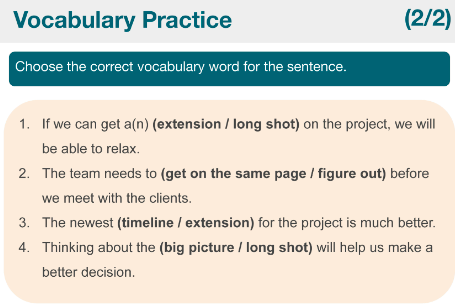 Vocabulary Practice (2/2)
Choose the correct vocabulary word for the sentence.
1. If we can get a(n) (extension / long shot) on the project, we will
be able to relax.
2. The team needs to (get on the same page / figure out) before
we meet with the clients.
3. The newest (timeline / extension) for the project is much better.
4. Thinking about the (big picture / long shot) will help us make a
better decision.